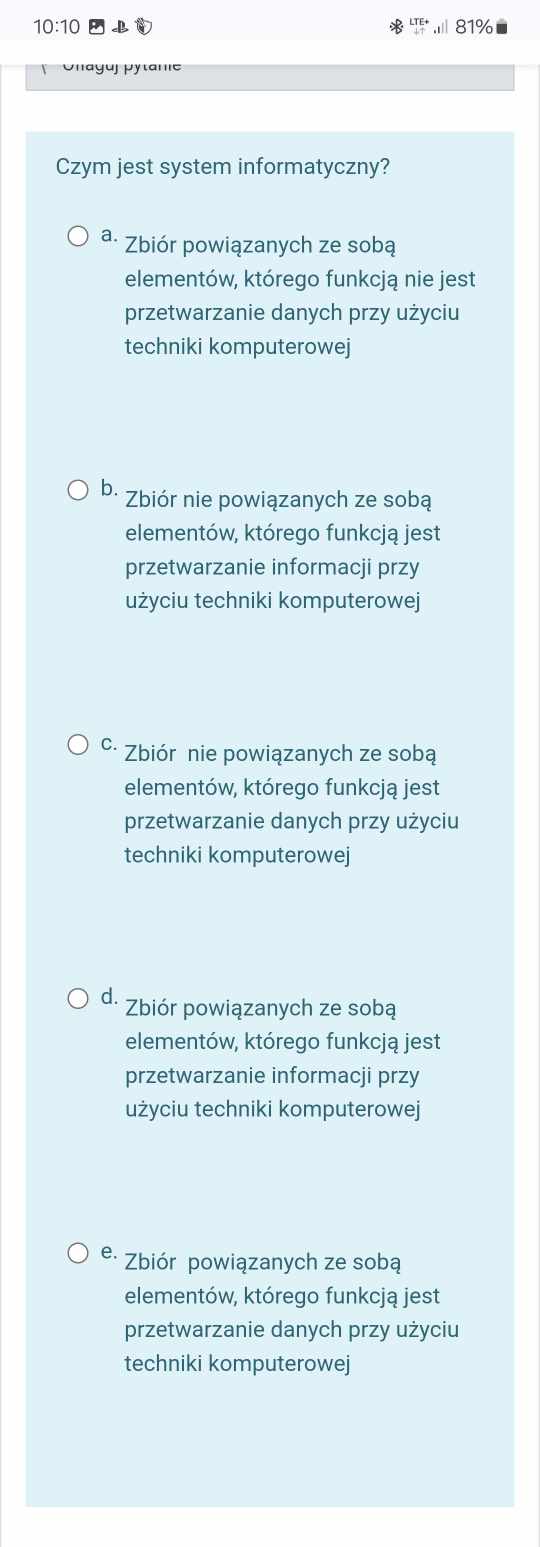 10:10 LTE+ 81%
Oflaguj pytanie
Czym jest system informatyczny?
a. Zbiór powiązanych ze sobą
elementów, którego funkcją nie jest
przetwarzanie danych przy użyciu
techniki komputerowej
b. Zbiór nie powiązanych ze sobą
elementów, którego funkcją jest
przetwarzanie informacji przy
użyciu techniki komputerowej
c. Zbiór nie powiązanych ze sobą
elementów, którego funkcją jest
przetwarzanie danych przy użyciu
techniki komputerowej
d. Zbiór powiązanych ze sobą
elementów, którego funkcją jest
przetwarzanie informacji przy
użyciu techniki komputerowej
e. Zbiór powiązanych ze sobą
elementów, którego funkcją jest
przetwarzanie danych przy użyciu
techniki komputerowej